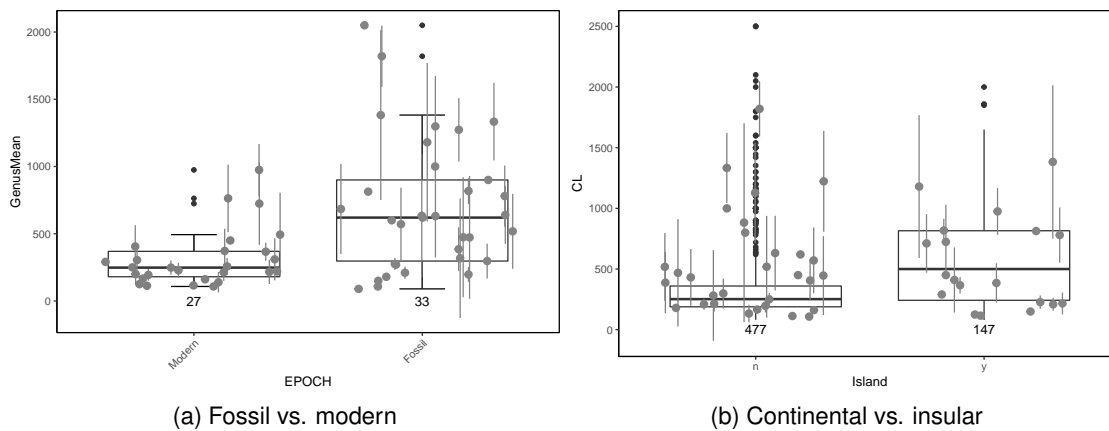 2000
1500
1000
500
0
GenusMean
27
33
Modern
Fossil
EPOCH
(a) Fossil vs. modern
2500
2000
1500
1000
500
0
CL
477
147
n
y
Island
(b) Continental vs. insular